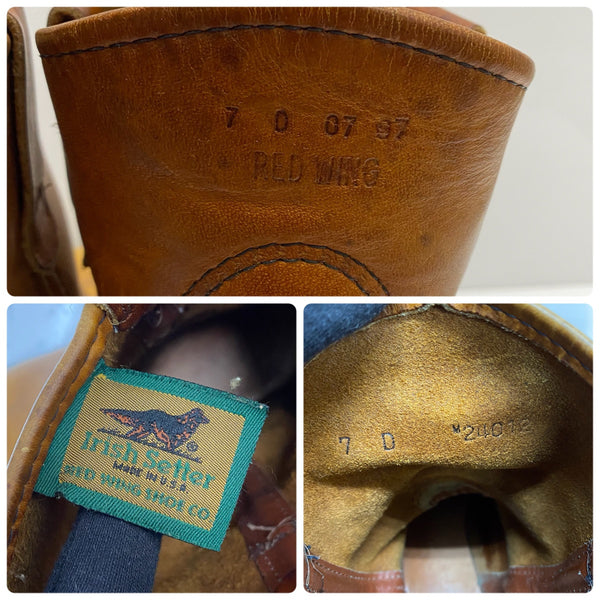 7 D 07 97
RED WING
Irish Setter
MADE IN U.S.A.
RED WING SHOE CO
7 D